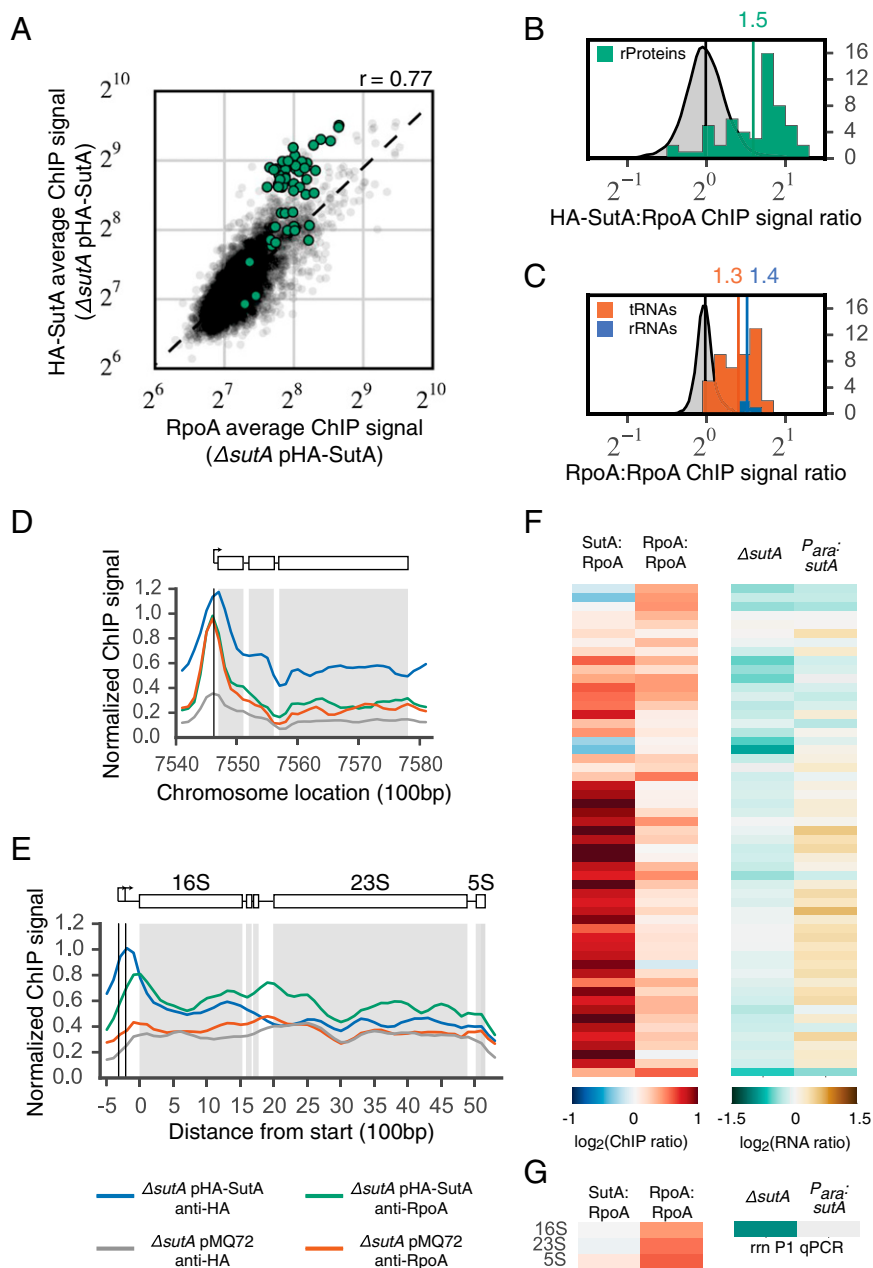 A
r = 0.77
2^10
2^9
2^8
2^7
2^6
HA-SutA average ChIP signal
(ΔsutA pHA-SutA)
2^6 2^7 2^8 2^9 2^10
RpoA average ChIP signal
(ΔsutA pHA-SutA)
B
1.5
rProteins
16
12
8
4
0
2^-1 2^0 2^1
HA-SutA:RpoA ChIP signal ratio
C
1.3 1.4
tRNAs
rRNAs
16
12
8
4
0
2^-1 2^0 2^1
RpoA:RpoA ChIP signal ratio
D
Normalized ChIP signal
1.2
1.0
0.8
0.6
0.4
0.2
0.0
7540 7550 7560 7570 7580
Chromosome location (100bp)
E
16S 23S 5S
Normalized ChIP signal
1.2
1.0
0.8
0.6
0.4
0.2
0.0
-5 0 5 10 15 20 25 30 35 40 45 50
Distance from start (100bp)
ΔsutA pHA-SutA
anti-HA
ΔsutA pHA-SutA
anti-RpoA
ΔsutA pMQ72
anti-HA
ΔsutA pMQ72
anti-RpoA
F
SutA:
RpoA
RpoA:
RpoA
ΔsutA
Para:
sutA
-1 0 1
log2(ChIP ratio)
-1.5 0 1.5
log2(RNA ratio)
G
SutA:
RpoA
RpoA:
RpoA
ΔsutA
Para:
sutA
16S
23S
5S
rrn P1 qPCR